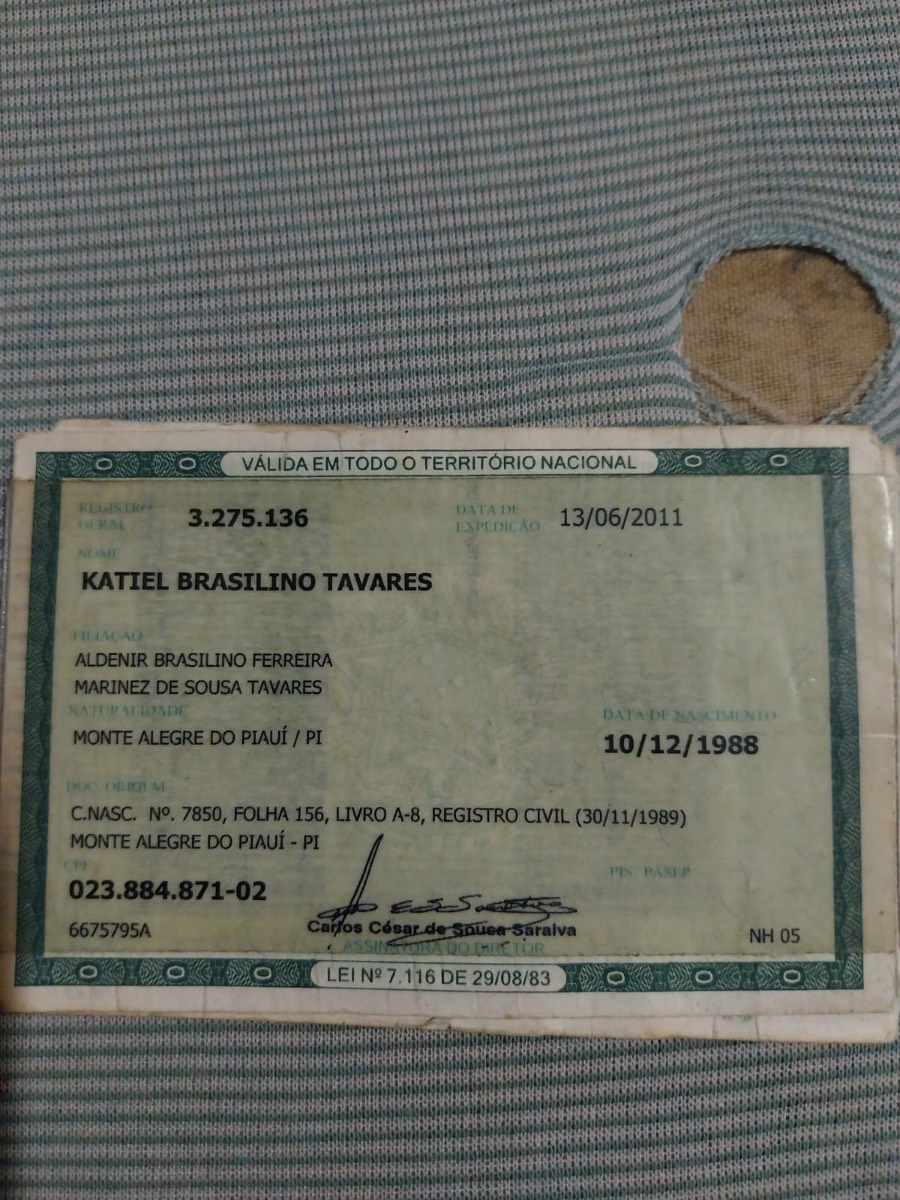 VÁLIDA EM TODO O TERRITÓRIO NACIONAL
REGISTRO GERAL 3.275.136 DATA DE EXPEDIÇÃO 13/06/2011
NOME
KATIEL BRASILINO TAVARES
FILIAÇÃO
ALDENIR BRASILINO FERREIRA
MARINEZ DE SOUSA TAVARES
NATURALIDADE DATA DE NASCIMENTO
MONTE ALEGRE DO PIAUÍ / PI 10/12/1988
DOC ORIGEM
C.NASC. Nº. 7850, FOLHA 156, LIVRO A-8, REGISTRO CIVIL (30/11/1989)
MONTE ALEGRE DO PIAUÍ - PI
CPF PIS / PASEP
023.884.871-02
6675795A Carlos César de Sousa Saraiva NH 05
ASSINATURA DO DIRETOR
LEI Nº 7.116 DE 29/08/83